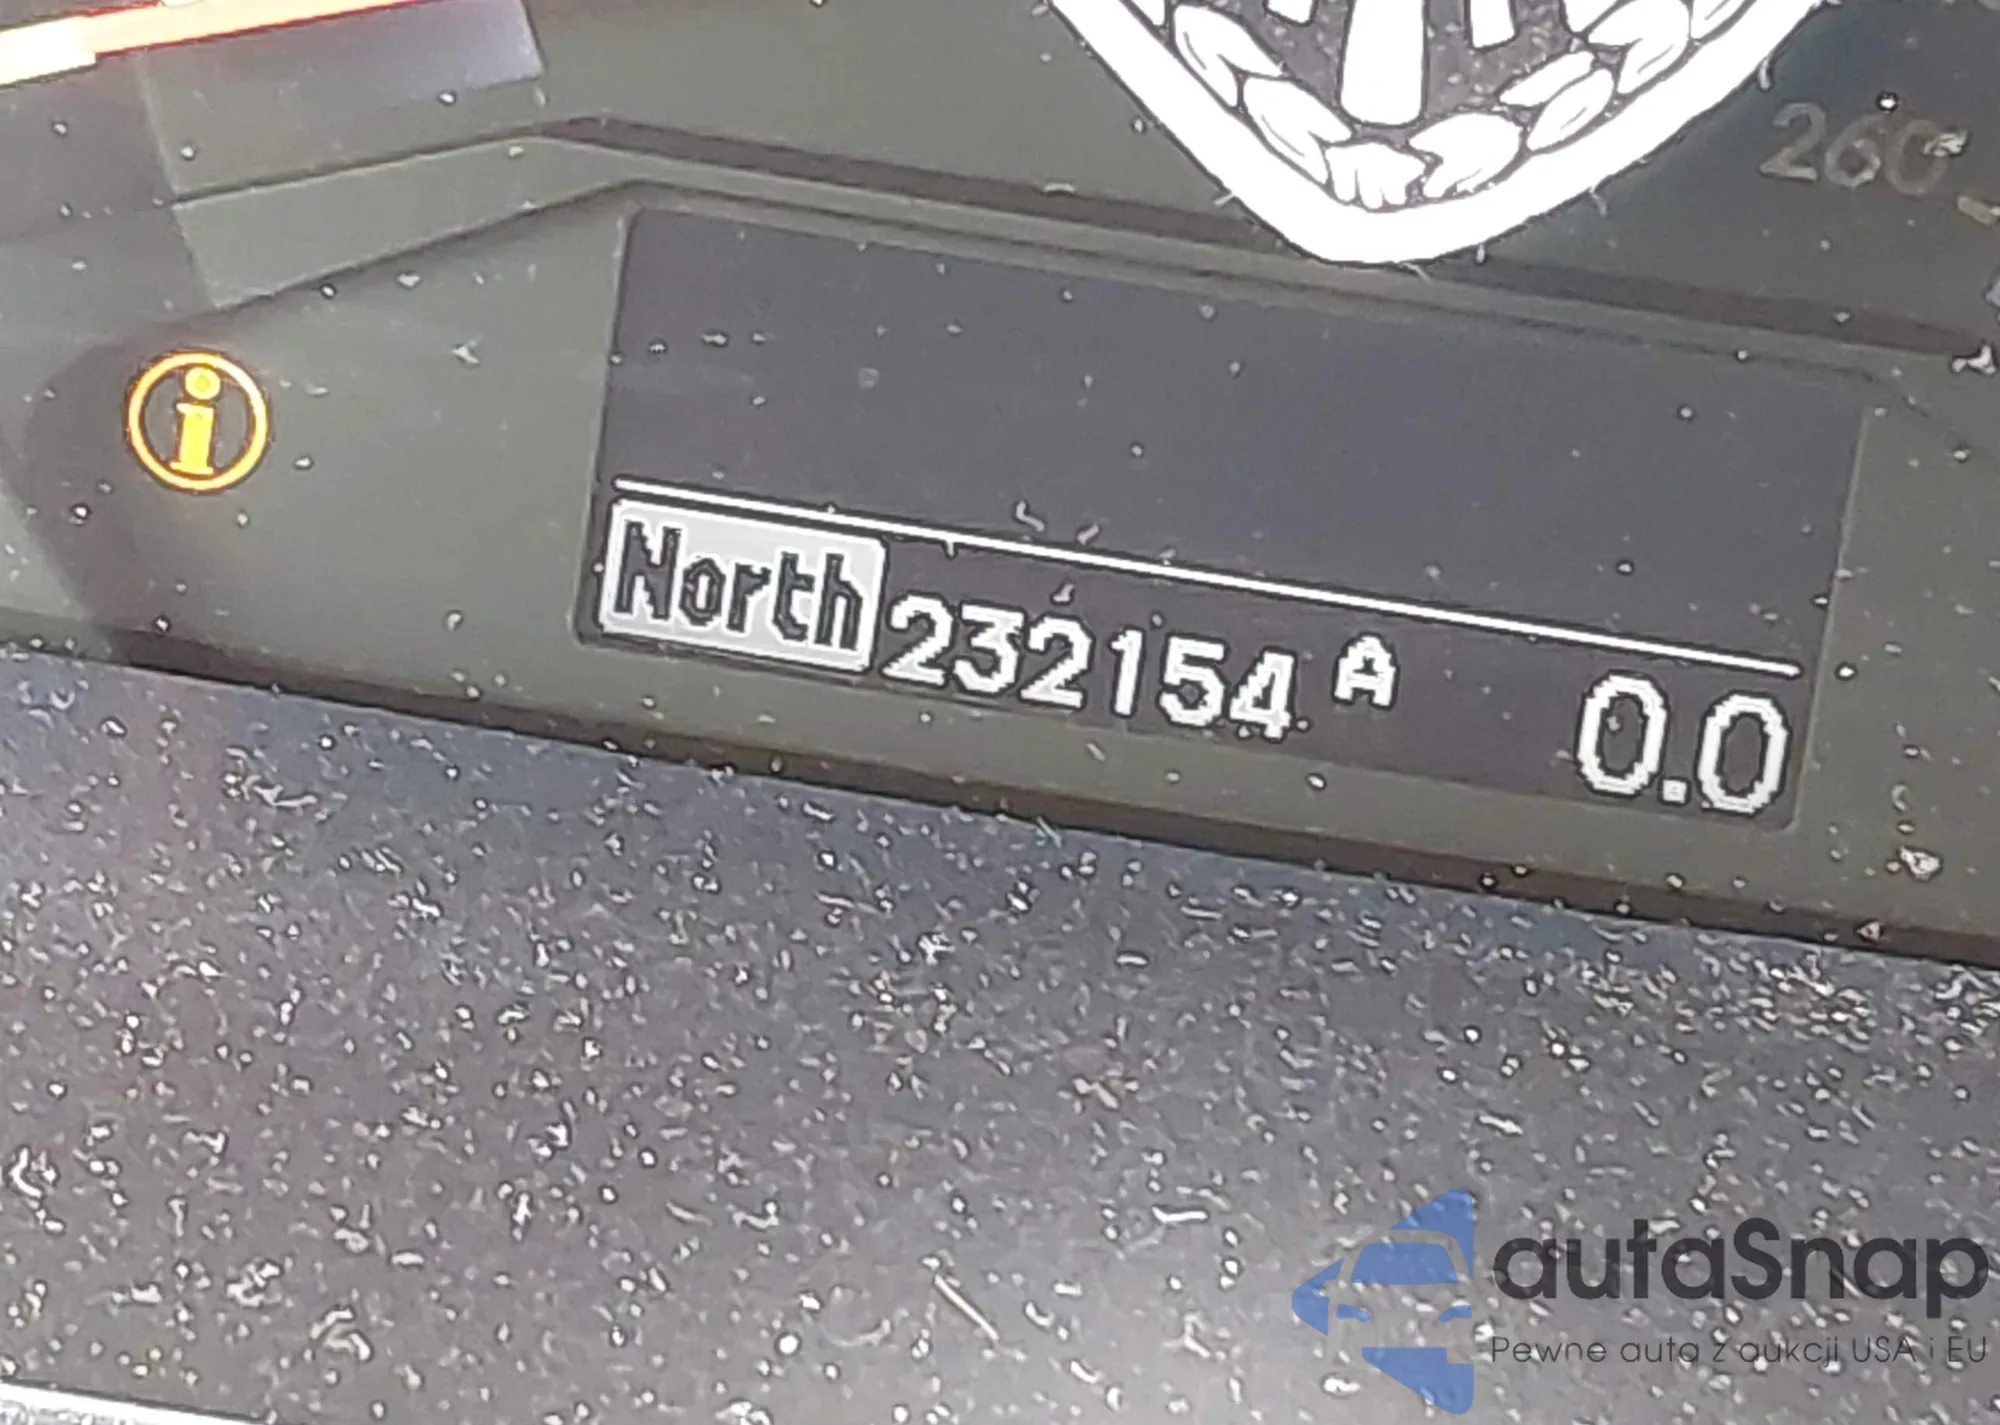 260
North 232154 A 0.0
autaSnap
Pewne auta z aukcji USA i EU